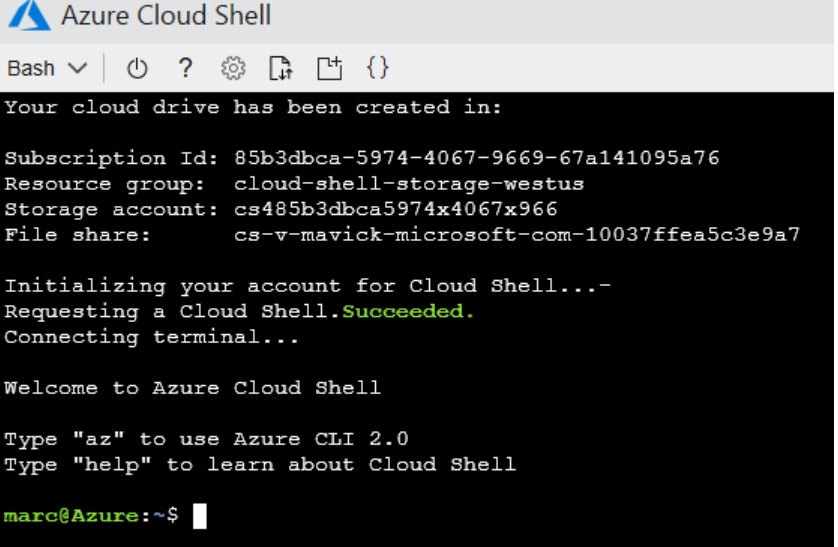 Azure Cloud Shell
Bash
?
{}
Your cloud drive has been created in:
Subscription Id: 85b3dbca-5974-4067-9669-67a141095a76
Resource group: cloud-shell-storage-westus
Storage account: cs485b3dbca5974x4067x966
File share: cs-v-mavick-microsoft-com-10037ffea5c3e9a7
Initializing your account for Cloud Shell...-
Requesting a Cloud Shell.Succeeded.
Connecting terminal...
Welcome to Azure Cloud Shell
Type "az" to use Azure CLI 2.0
Type "help" to learn about Cloud Shell
marc@Azure:~$